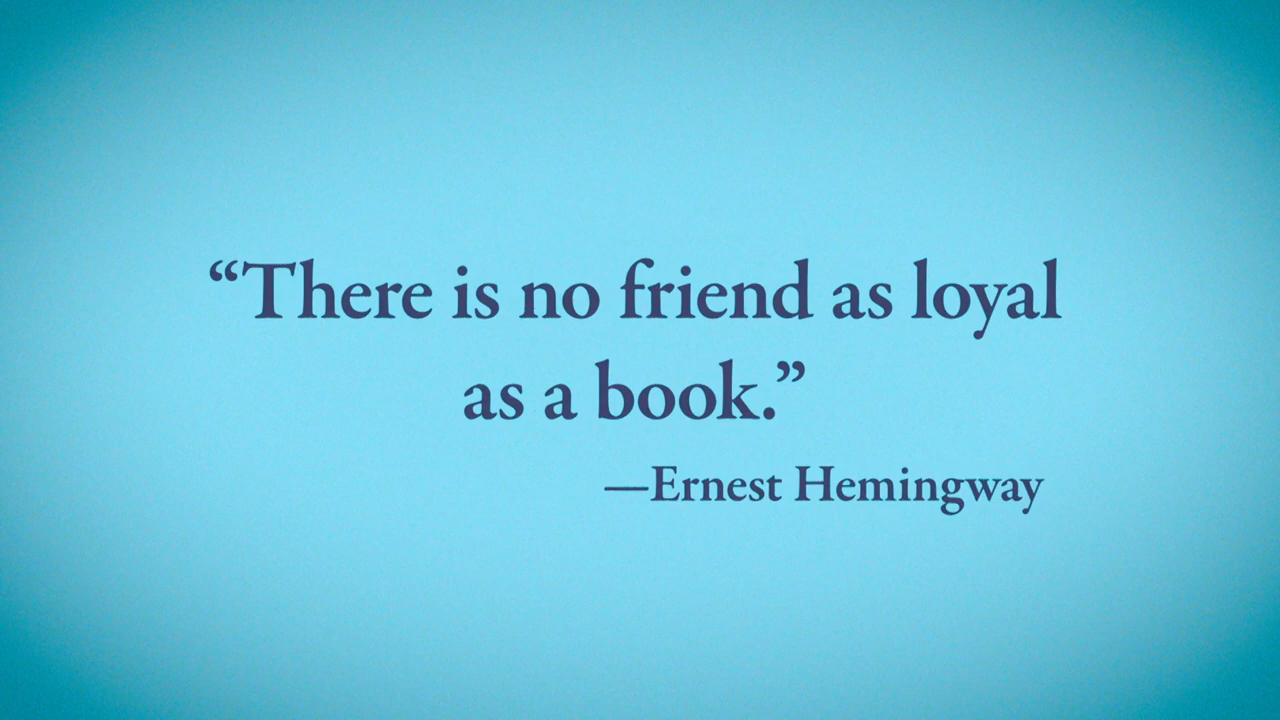 “There is no friend as loyal
as a book.”
—Ernest Hemingway